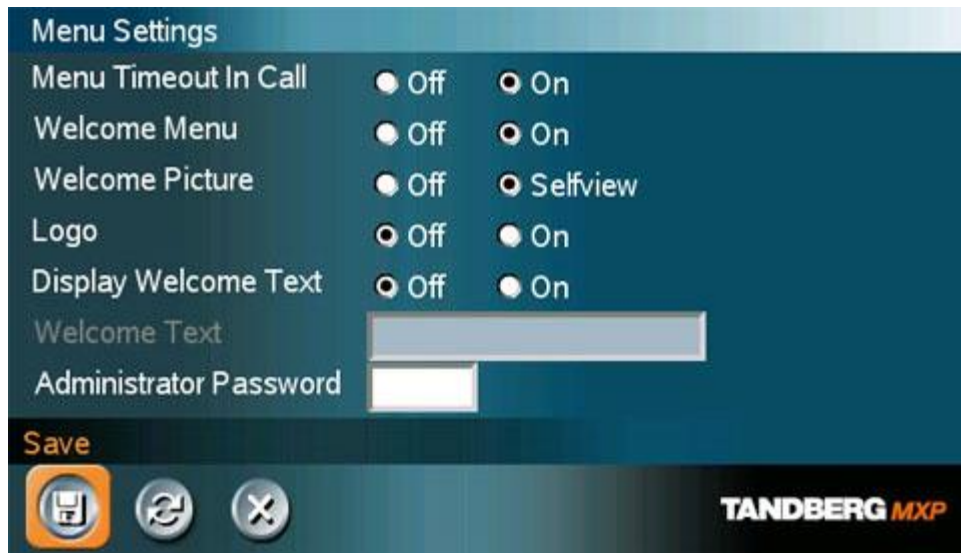 Menu Settings
Menu Timeout In Call Off On
Welcome Menu Off On
Welcome Picture Off Selfview
Logo Off On
Display Welcome Text Off On
Welcome Text
Administrator Password
Save
TANDBERG MXP